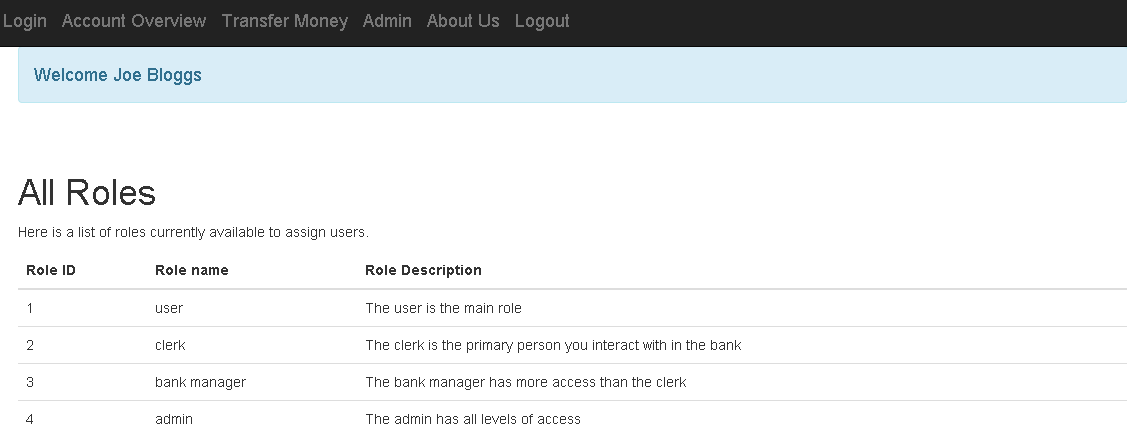 Login Account Overview Transfer Money Admin About Us Logout
Welcome Joe Bloggs
All Roles
Here is a list of roles currently available to assign users.
Role ID Role name Role Description
1 user The user is the main role
2 clerk The clerk is the primary person you interact with in the bank
3 bank manager The bank manager has more access than the clerk
4 admin The admin has all levels of access